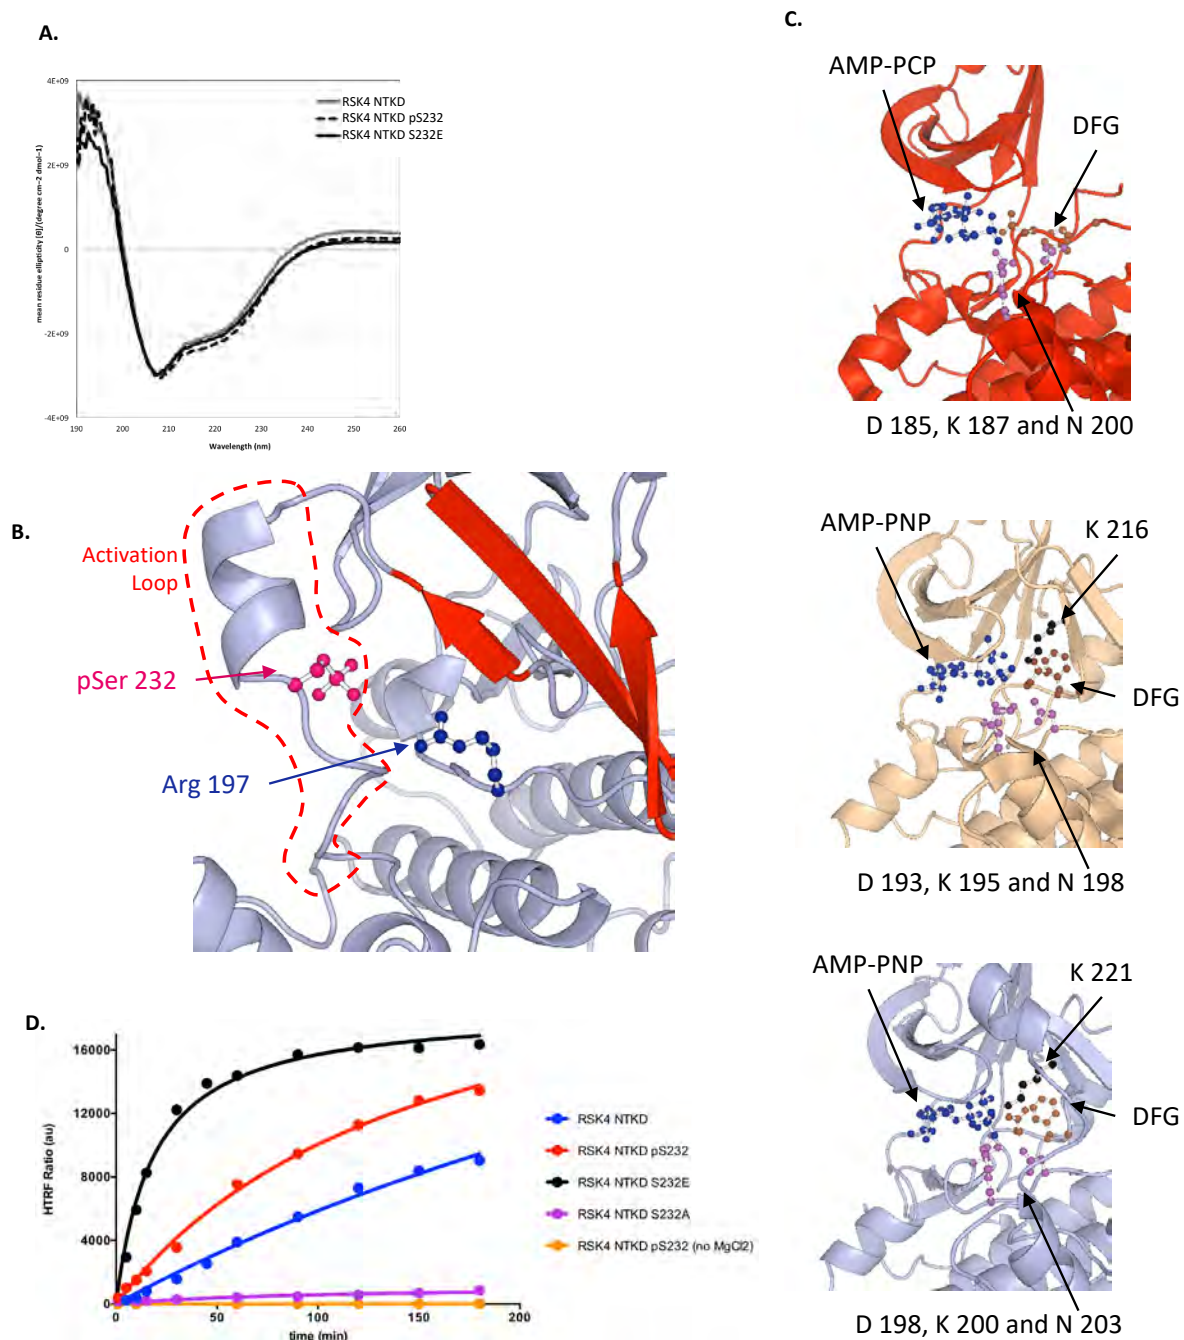 A.
4E+09
2E+09
0
-2E+09
-4E+09
mean residue ellipticity [θ]/(degree cm−2 dmol−1)
190 200 210 220 230 240 250 260
Wavelength (nm)
RSK4 NTKD
RSK4 NTKD pS232
RSK4 NTKD S232E
B.
Activation
Loop
pSer 232
Arg 197
C.
AMP-PCP
DFG
D 185, K 187 and N 200
AMP-PNP
K 216
DFG
D 193, K 195 and N 198
AMP-PNP
K 221
DFG
D 198, K 200 and N 203
D.
16000
12000
8000
4000
0
HTRF Ratio (au)
0 50 100 150 200
time (min)
RSK4 NTKD
RSK4 NTKD pS232
RSK4 NTKD S232E
RSK4 NTKD S232A
RSK4 NTKD pS232 (no MgCl2)